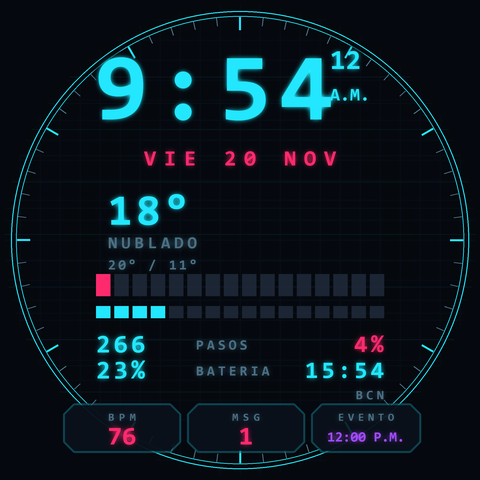 9:54 12
A.M.
VIE 20 NOV
18°
NUBLADO
20° / 11°
266 PASOS 4%
23% BATERIA 15:54
BCN
BPM MSG EVENTO
76 1 12:00 P.M.